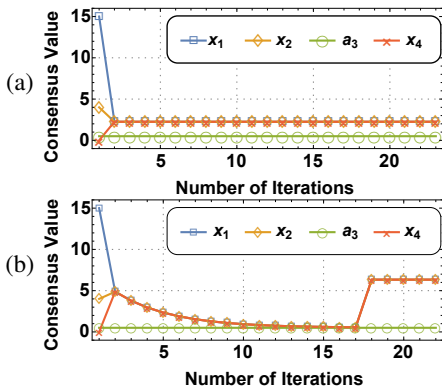 (a)
Consensus Value
15
10
5
0
x1 x2 a3 x4
5 10 15 20
Number of Iterations
(b)
Consensus Value
15
10
5
0
x1 x2 a3 x4
5 10 15 20
Number of Iterations